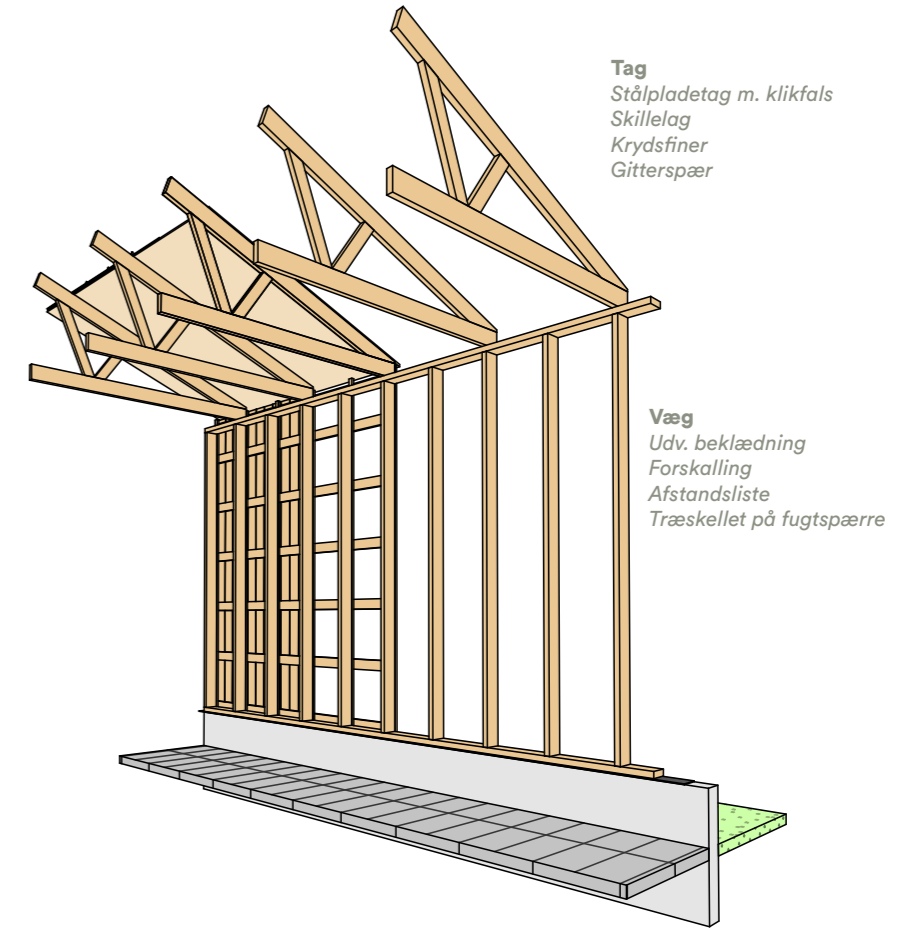 Tag
Stålpladetag m. klikfals
Skillelag
Krydsfiner
Gitterspær
Væg
Udv. beklædning
Forskalling
Afstandsliste
Træskellet på fugtspærre